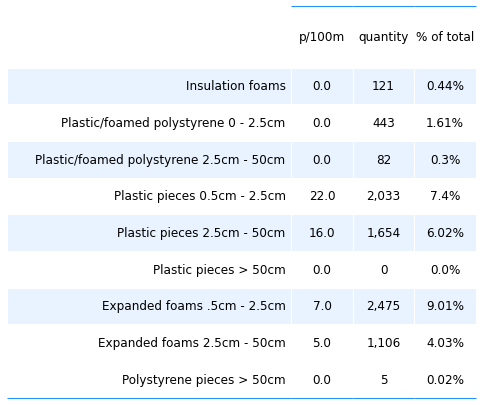 p/100m quantity % of total
Insulation foams 0.0 121 0.44%
Plastic/foamed polystyrene 0 - 2.5cm 0.0 443 1.61%
Plastic/foamed polystyrene 2.5cm - 50cm 0.0 82 0.3%
Plastic pieces 0.5cm - 2.5cm 22.0 2,033 7.4%
Plastic pieces 2.5cm - 50cm 16.0 1,654 6.02%
Plastic pieces > 50cm 0.0 0 0.0%
Expanded foams .5cm - 2.5cm 7.0 2,475 9.01%
Expanded foams 2.5cm - 50cm 5.0 1,106 4.03%
Polystyrene pieces > 50cm 0.0 5 0.02%